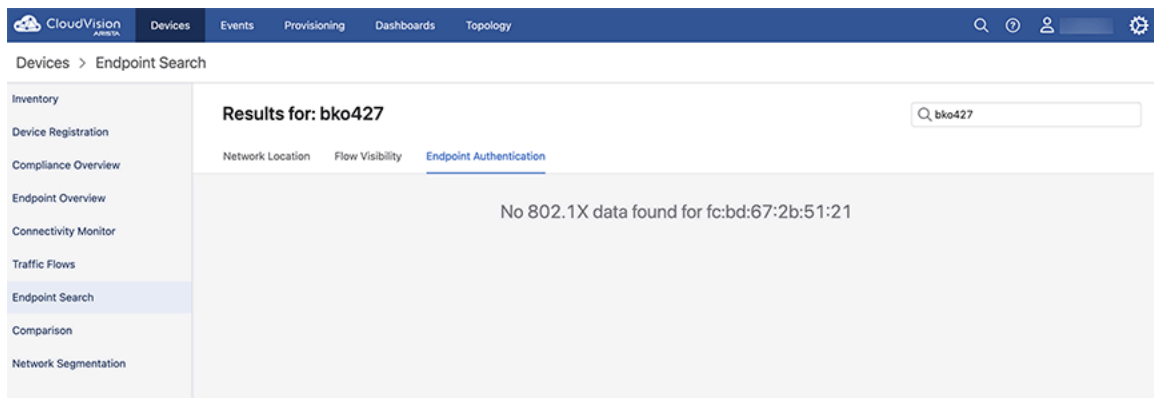 CloudVision
ARISTA
Devices
Events
Provisioning
Dashboards
Topology
Devices > Endpoint Search
Inventory
Device Registration
Compliance Overview
Endpoint Overview
Connectivity Monitor
Traffic Flows
Endpoint Search
Comparison
Network Segmentation
Results for: bko427
bko427
Network Location
Flow Visibility
Endpoint Authentication
No 802.1X data found for fc:bd:67:2b:51:21